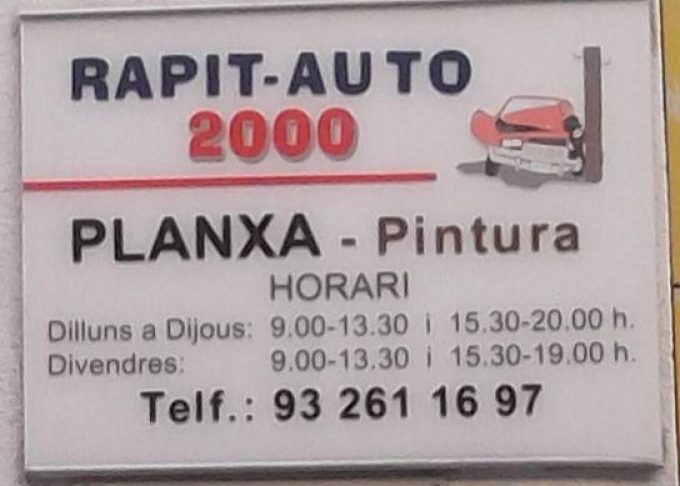 RAPIT-AUTO
2000
PLANXA - Pintura
HORARI
Dilluns a Dijous: 9.00-13.30 i 15.30-20.00 h.
Divendres: 9.00-13.30 i 15.30-19.00 h.
Telf.: 93 261 16 97